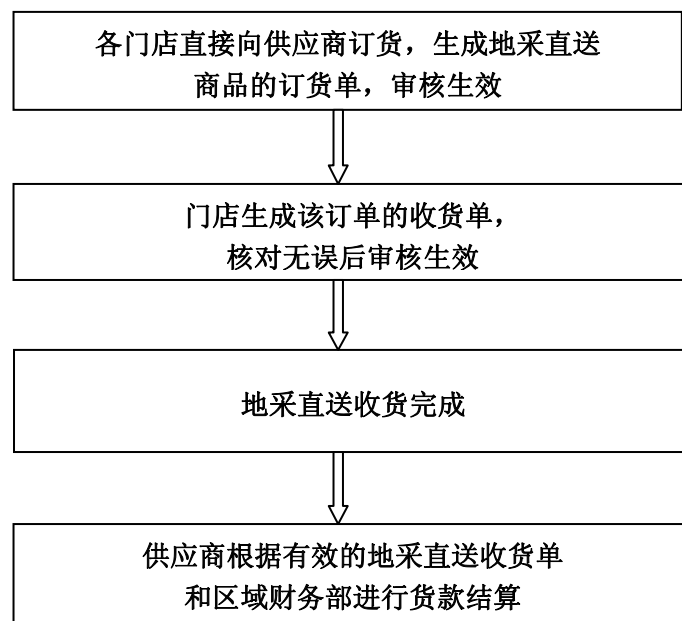 各门店直接向供应商订货，生成地采直送
商品的订货单，审核生效
门店生成该订单的收货单，
核对无误后审核生效
地采直送收货完成
供应商根据有效的地采直送收货单
和区域财务部进行货款结算